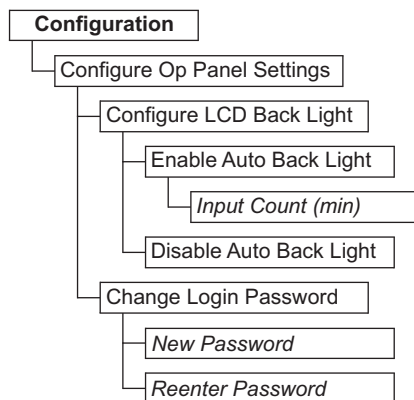 Configuration
Configure Op Panel Settings
Configure LCD Back Light
Enable Auto Back Light
Input Count (min)
Disable Auto Back Light
Change Login Password
New Password
Reenter Password